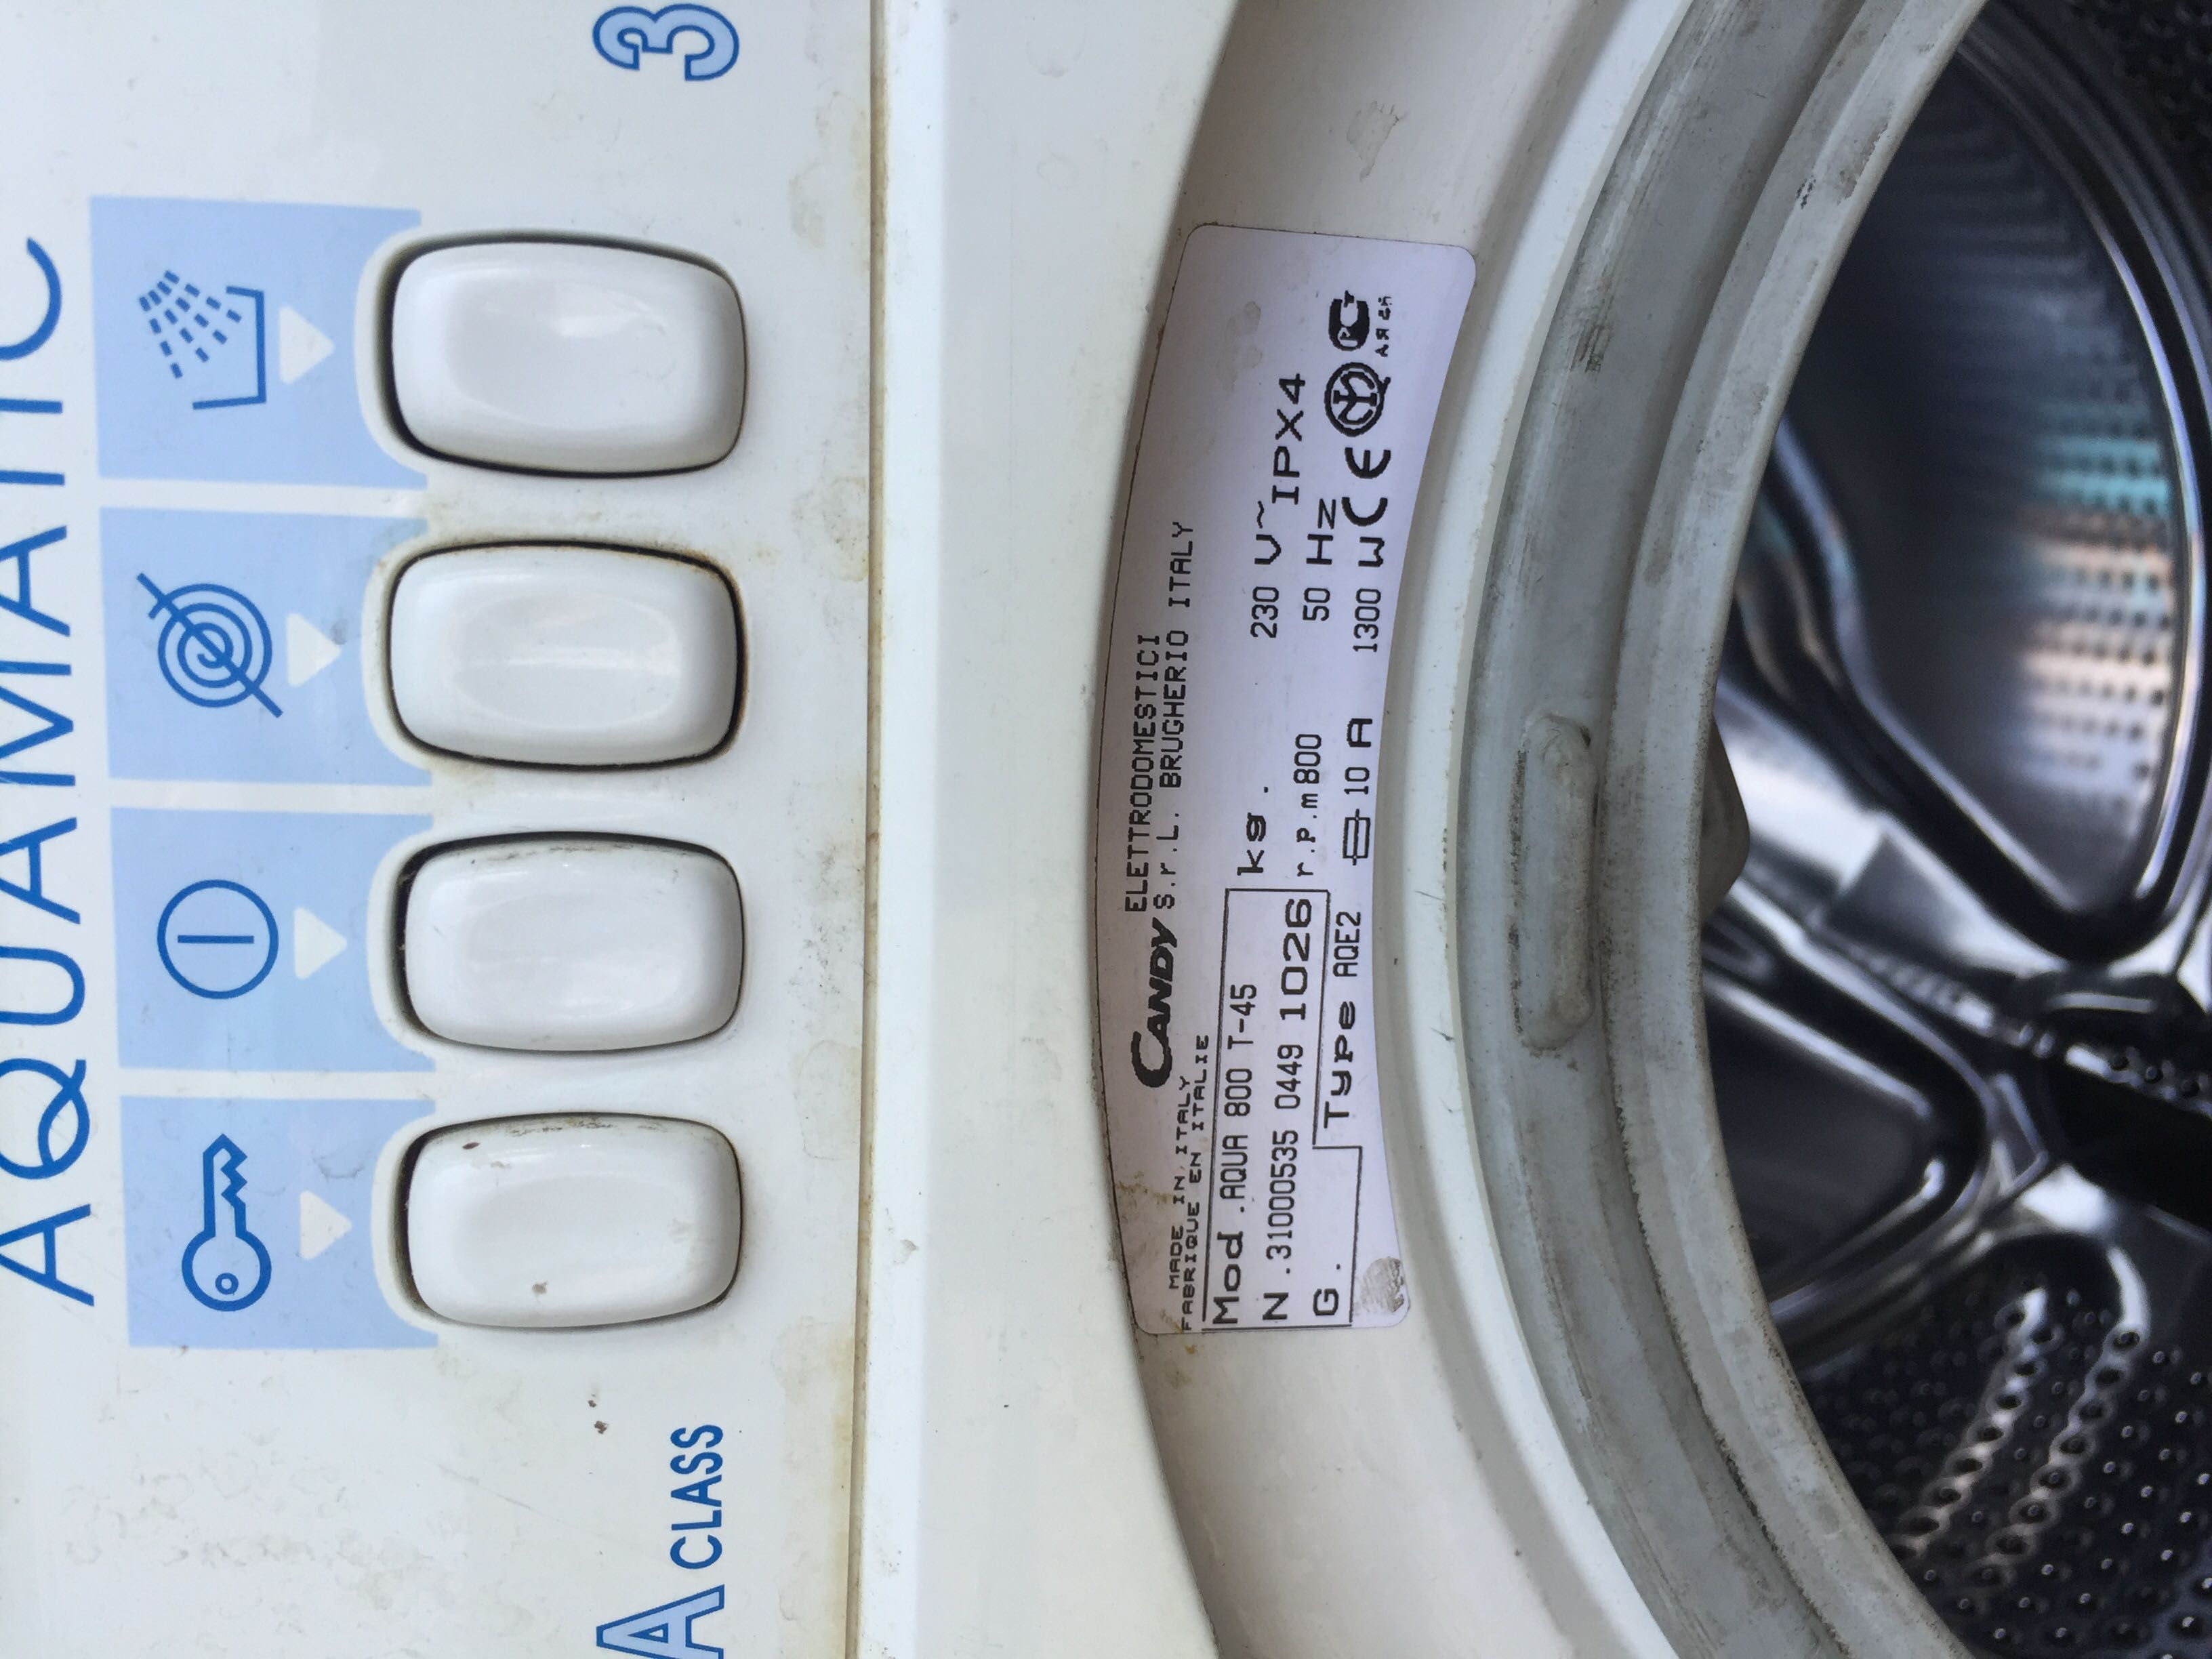 AQUAMATIC
3
A CLASS
ELETTRODOMESTICI
CANDY S.r.L. BRUGHERIO ITALY
MADE IN ITALY
FABRIQUE EN ITALIE
Mod .AQUA 800 T-45 kg . 230 V~ IPX4
N .31000535 0449 1026 r.p.m 800 50 Hz
G . Type AQE2 10 A 1300 W CE